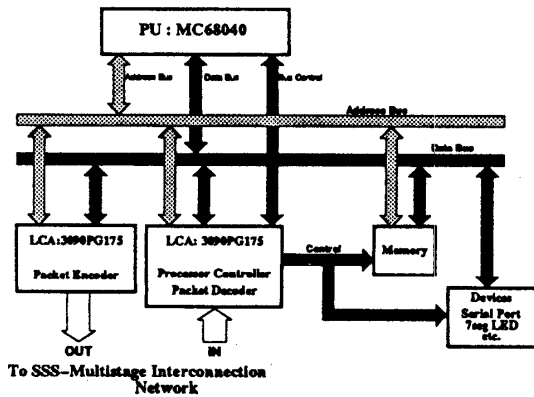 PU : MC68040
Address Bus
Data Bus
Bus Control
Address Bus
Data Bus
LCA:3090PG175
Packet Encoder
LCA: 3090PG175
Processor Controller
Packet Decoder
Control
Memory
Devices
Serial Port
7seg LED
etc.
OUT
IN
To SSS-Multistage Interconnection
Network